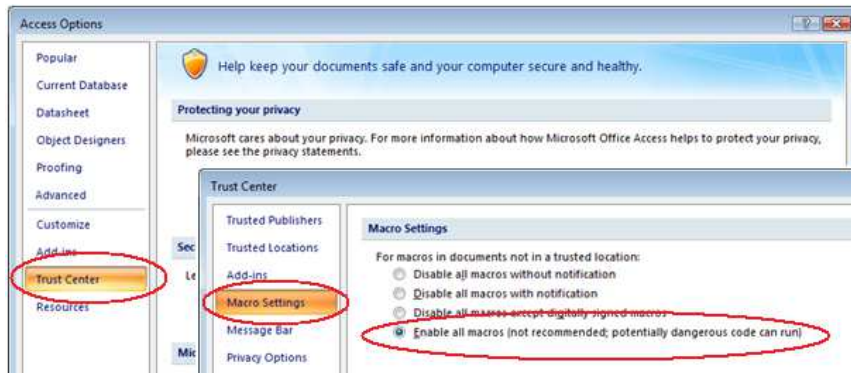 Access Options
Popular
Current Database
Datasheet
Object Designers
Proofing
Advanced
Customize
Add-ins
Trust Center
Resources
Help keep your documents safe and your computer secure and healthy.
Protecting your privacy
Microsoft cares about your privacy. For more information about how Microsoft Office Access helps to protect your privacy,
please see the privacy statements.
Sec
Le
Mic
Trust Center
Trusted Publishers
Trusted Locations
Add-ins
Macro Settings
Message Bar
Privacy Options
Macro Settings
For macros in documents not in a trusted location:
Disable all macros without notification
Disable all macros with notification
Disable all macros except digitally signed macros
Enable all macros (not recommended; potentially dangerous code can run)